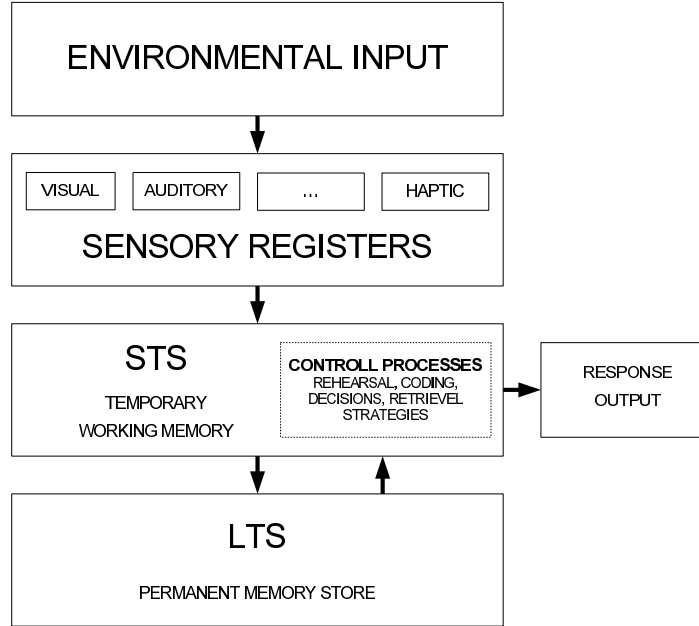 ENVIRONMENTAL INPUT
VISUAL
AUDITORY
...
HAPTIC
SENSORY REGISTERS
STS
TEMPORARY
WORKING MEMORY
CONTROLL PROCESSES
REHEARSAL, CODING,
DECISIONS, RETRIEVEL
STRATEGIES
RESPONSE
OUTPUT
LTS
PERMANENT MEMORY STORE